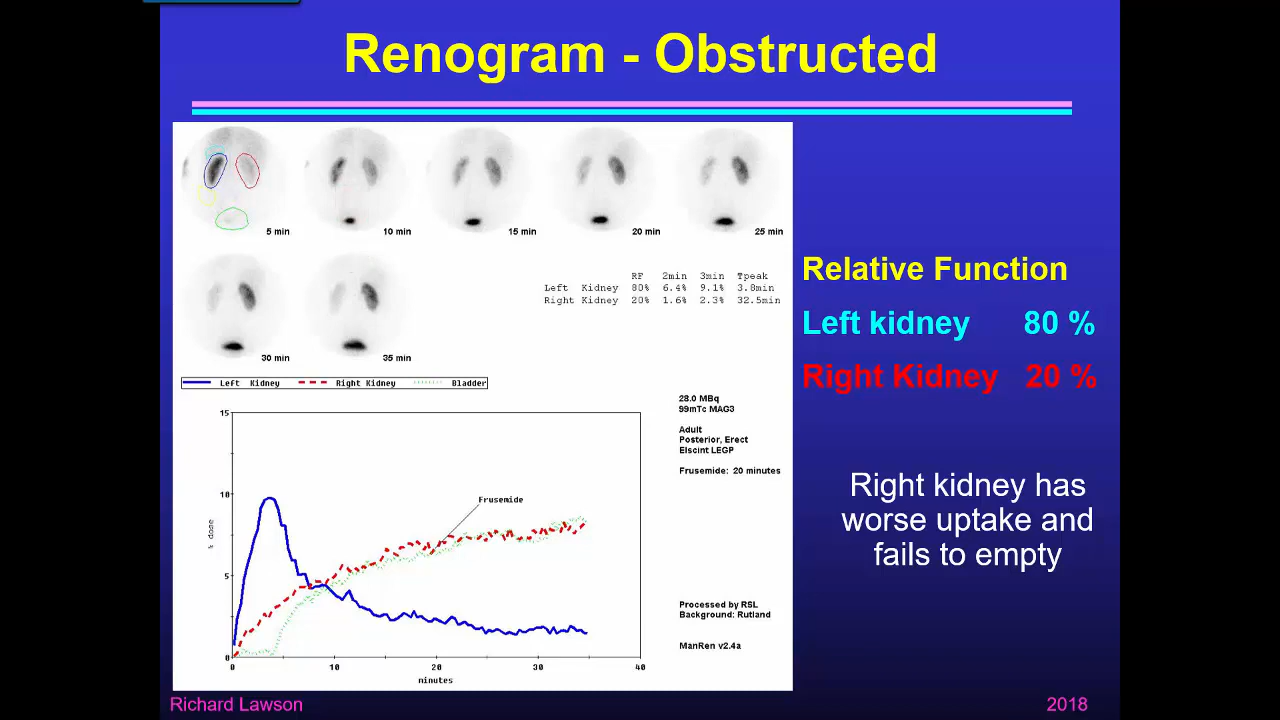 Renogram - Obstructed
5 min
10 min
15 min
20 min
25 min
30 min
35 min
RF 2min 3min Tpeak
Left Kidney 80% 6.4% 9.1% 3.8min
Right Kidney 20% 1.6% 2.3% 32.5min
Relative Function
Left kidney 80 %
Right Kidney 20 %
Left Kidney Right Kidney Bladder
28.0 MBq
99mTc MAG3
Adult
Posterior, Erect
Elscint LEGP
Frusemide: 20 minutes
Right kidney has
worse uptake and
fails to empty
15
10
5
0
% dose
Frusemide
0 10 20 30 40
minutes
Processed by RSL
Background: Rutland
ManRen v2.4a
Richard Lawson
2018